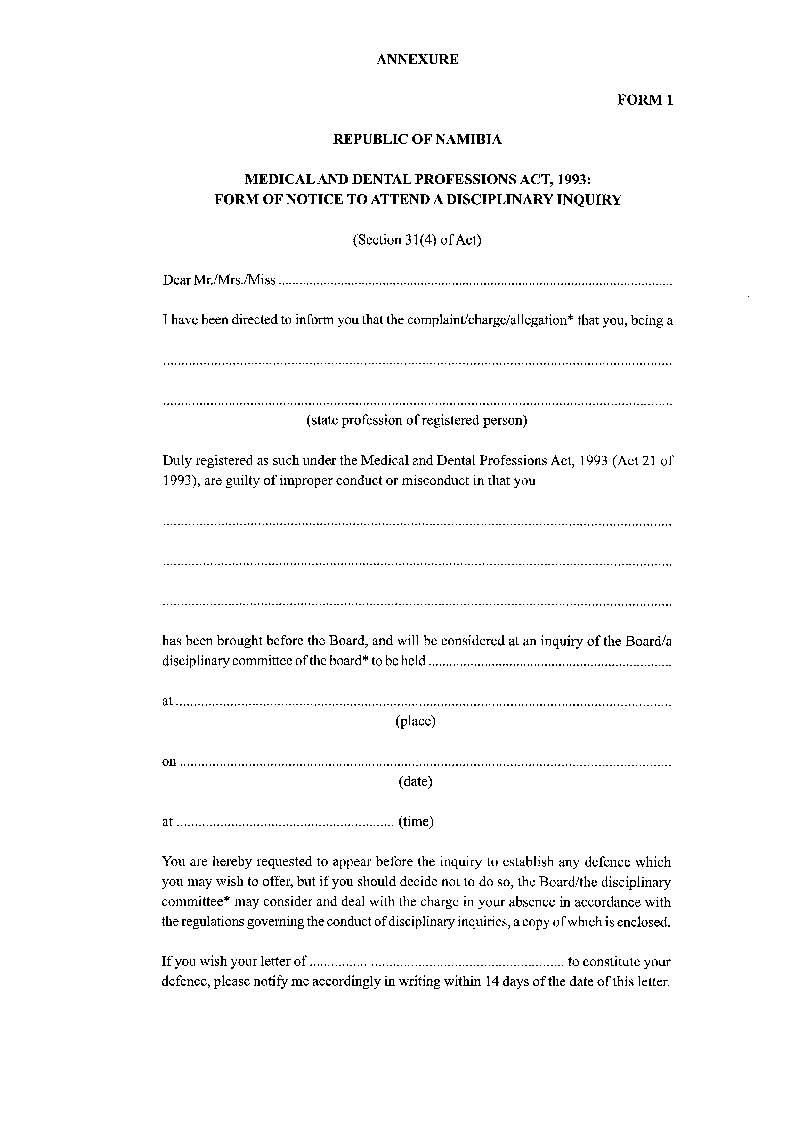 ANNEXURE
FORM 1
REPUBLIC OF NAMIBIA
MEDICAL AND DENTAL PROFESSIONS ACT, 1993:
FORM OF NOTICE TO ATTEND A DISCIPLINARY INQUIRY
(Section 31(4) of Act)
Dear Mr./Mrs./Miss ..........
I have been directed to inform you that the complaint/charge/allegation* that you, being a
..........
..........
(state profession of registered person)
Duly registered as such under the Medical and Dental Professions Act, 1993 (Act 21 of
1993), are guilty of improper conduct or misconduct in that you
..........
..........
..........
has been brought before the Board, and will be considered at an inquiry of the Board/a
disciplinary committee of the board* to be held ..........
at ..........
(place)
on ..........
(date)
at .......... (time)
You are hereby requested to appear before the inquiry to establish any defence which
you may wish to offer, but if you should decide not to do so, the Board/the disciplinary
committee* may consider and deal with the charge in your absence in accordance with
the regulations governing the conduct of disciplinary inquiries, a copy of which is enclosed.
If you wish your letter of .......... to constitute your
defence, please notify me accordingly in writing within 14 days of the date of this letter.